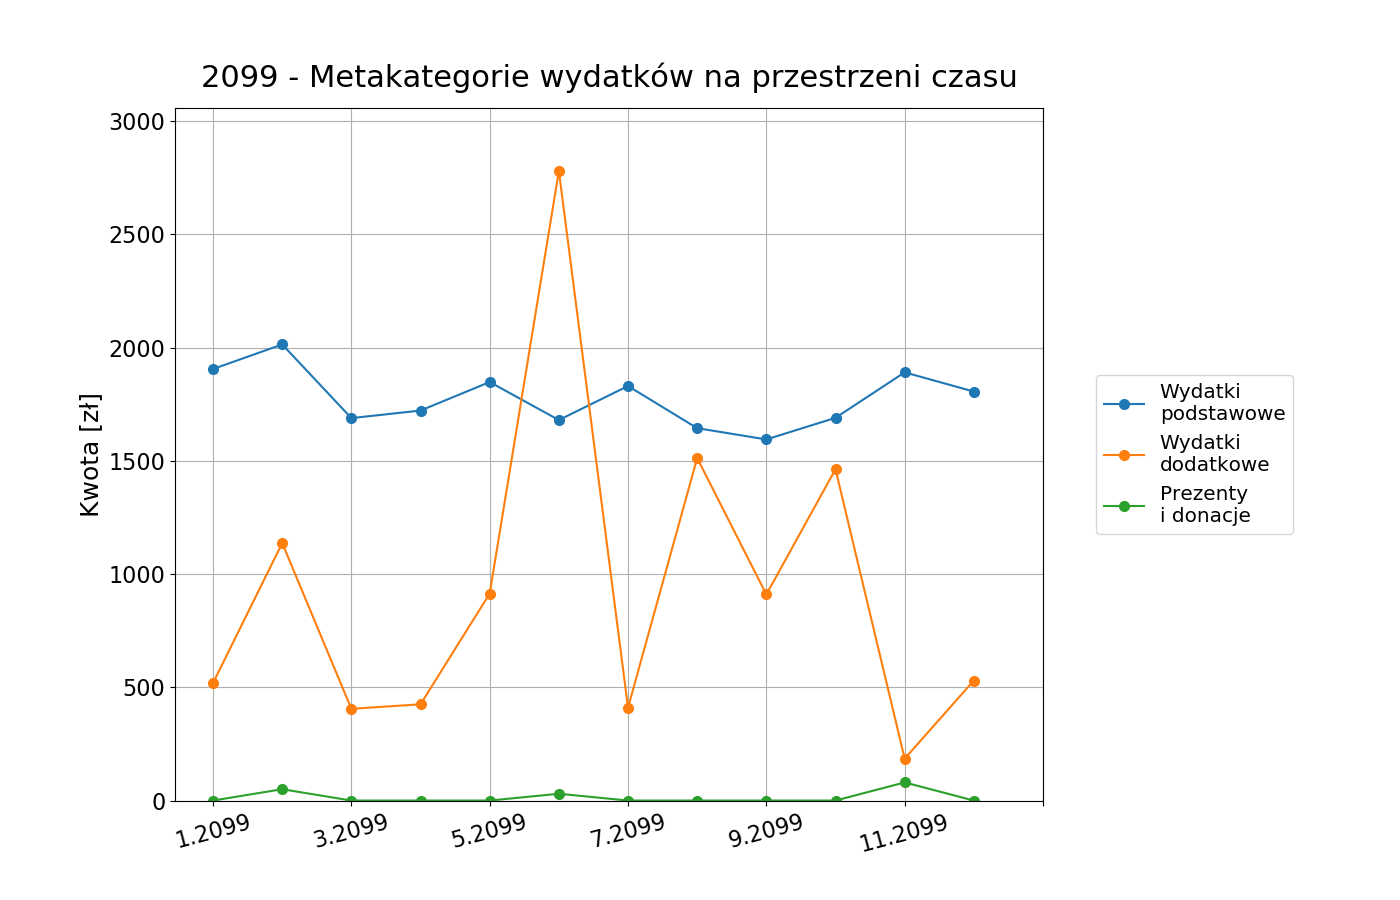 2099 - Metakategorie wydatków na przestrzeni czasu
3000
2500
2000
1500
1000
500
0
Kwota [zł]
1.2099
3.2099
5.2099
7.2099
9.2099
11.2099
Wydatki
podstawowe
Wydatki
dodatkowe
Prezenty
i donacje